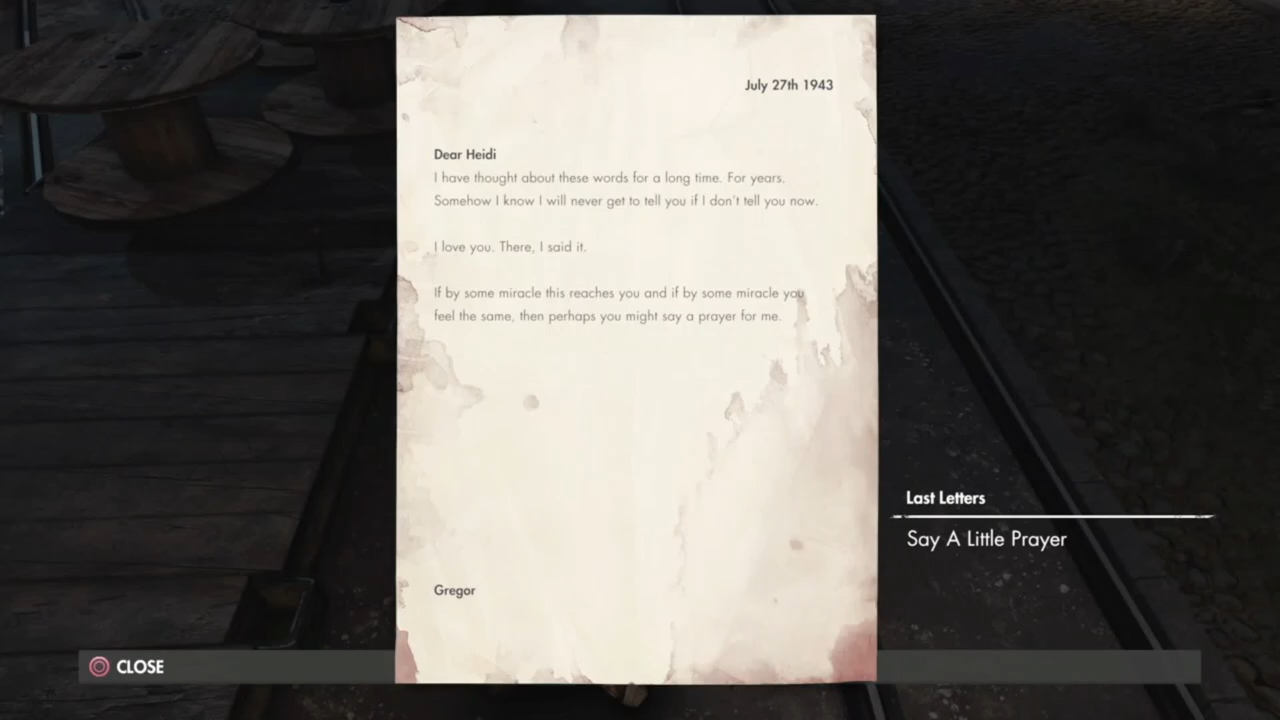 July 27th 1943
Dear Heidi
I have thought about these words for a long time. For years.
Somehow I know I will never get to tell you if I don't tell you now.
I love you. There, I said it.
If by some miracle this reaches you and if by some miracle you
feel the same, then perhaps you might say a prayer for me.
Gregor
Last Letters
Say A Little Prayer
CLOSE